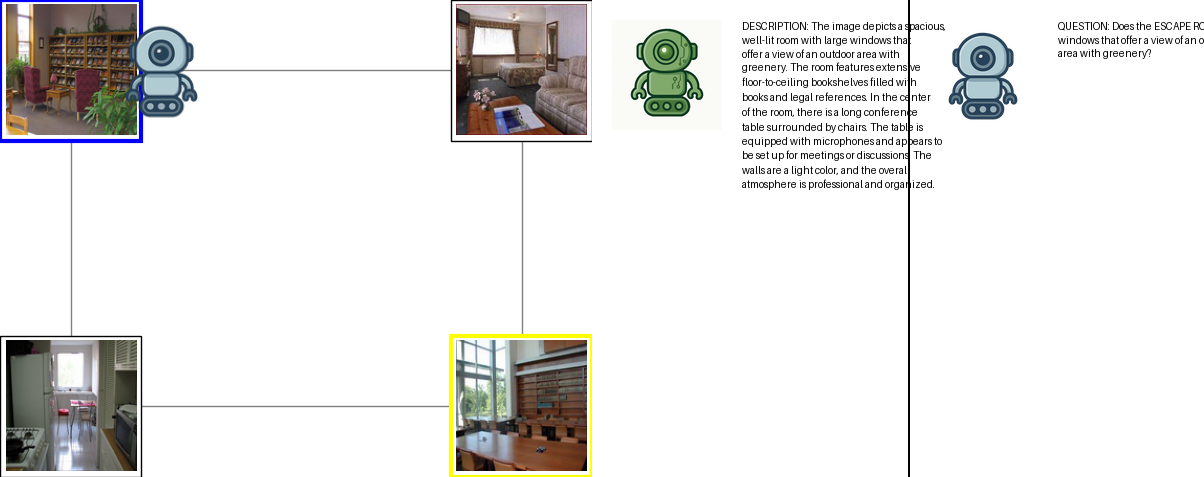 DESCRIPTION: The image depicts a spacious,
well-lit room with large windows that
offer a view of an outdoor area with
greenery. The room features extensive
floor-to-ceiling bookshelves filled with
books and legal references. In the center
of the room, there is a long conference
table surrounded by chairs. The table is
equipped with microphones and appears to
be set up for meetings or discussions. The
walls are a light color, and the overall
atmosphere is professional and organized.
QUESTION: Does the ESCAPE RO
windows that offer a view of an o
area with greenery?